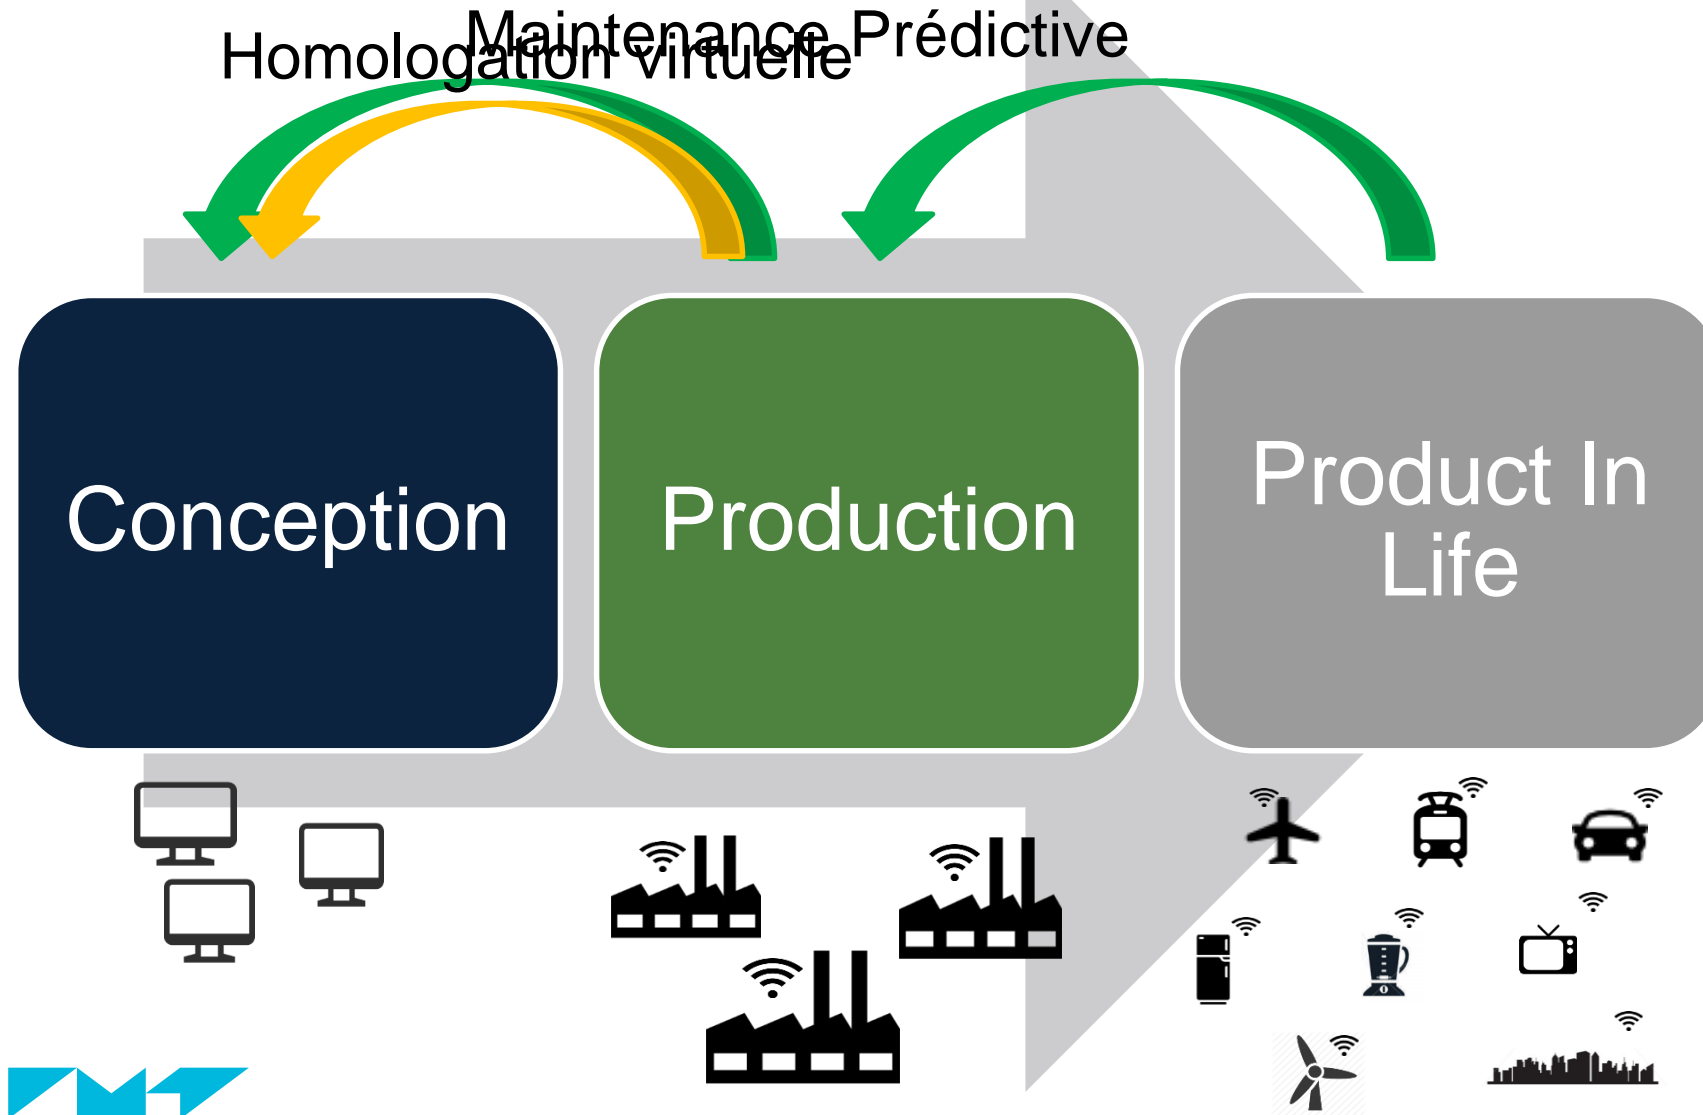 Maintenance Prédictive
Homologation virtuelle
Conception
Production
Product In
Life